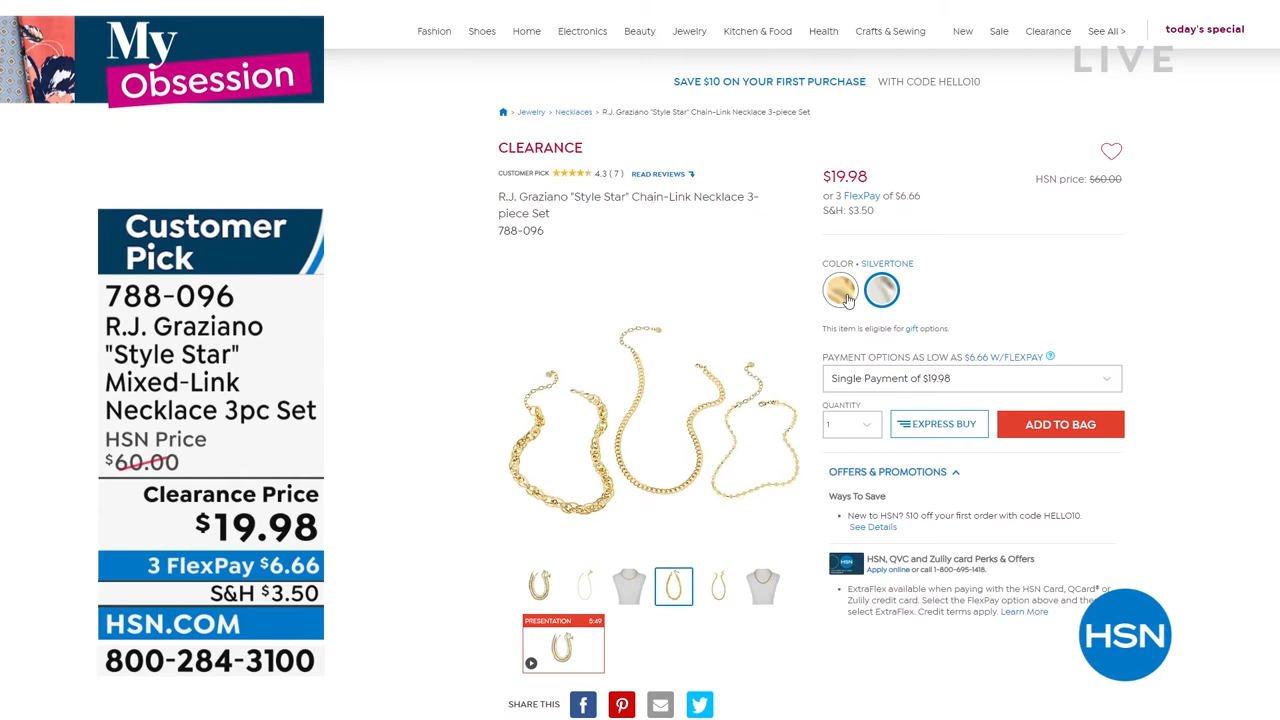 My
Obsession
Customer
Pick
788-096
R.J. Graziano
"Style Star"
Mixed-Link
Necklace 3pc Set
HSN Price
$60.00
Clearance Price
$19.98
3 FlexPay $6.66
S&H $3.50
HSN.COM
800-284-3100
Fashion Shoes Home Electronics Beauty Jewelry Kitchen & Food Health Crafts & Sewing New Sale Clearance See All > today's special
LIVE
SAVE $10 ON YOUR FIRST PURCHASE WITH CODE HELLO10
> Jewelry > Necklaces > R.J. Graziano "Style Star" Chain-Link Necklace 3-piece Set
CLEARANCE
CUSTOMER PICK 4.3 ( 7 ) READ REVIEWS
R.J. Graziano "Style Star" Chain-Link Necklace 3-
piece Set
788-096
$19.98 HSN price: $60.00
or 3 FlexPay of $6.66
S&H: $3.50
COLOR • SILVERTONE
This item is eligible for gift options.
PAYMENT OPTIONS AS LOW AS $6.66 W/FLEXPAY ?
Single Payment of $19.98
QUANTITY
1 EXPRESS BUY ADD TO BAG
OFFERS & PROMOTIONS
Ways To Save
• New to HSN? $10 off your first order with code HELLO10.
See Details
HSN, QVC and Zulily card Perks & Offers
Apply online or call 1-800-695-1418.
• ExtraFlex available when paying with the HSN Card, QCard® or
Zulily credit card. Select the FlexPay option above and the
select ExtraFlex. Credit terms apply. Learn More
HSN
PRESENTATION 5:49
SHARE THIS